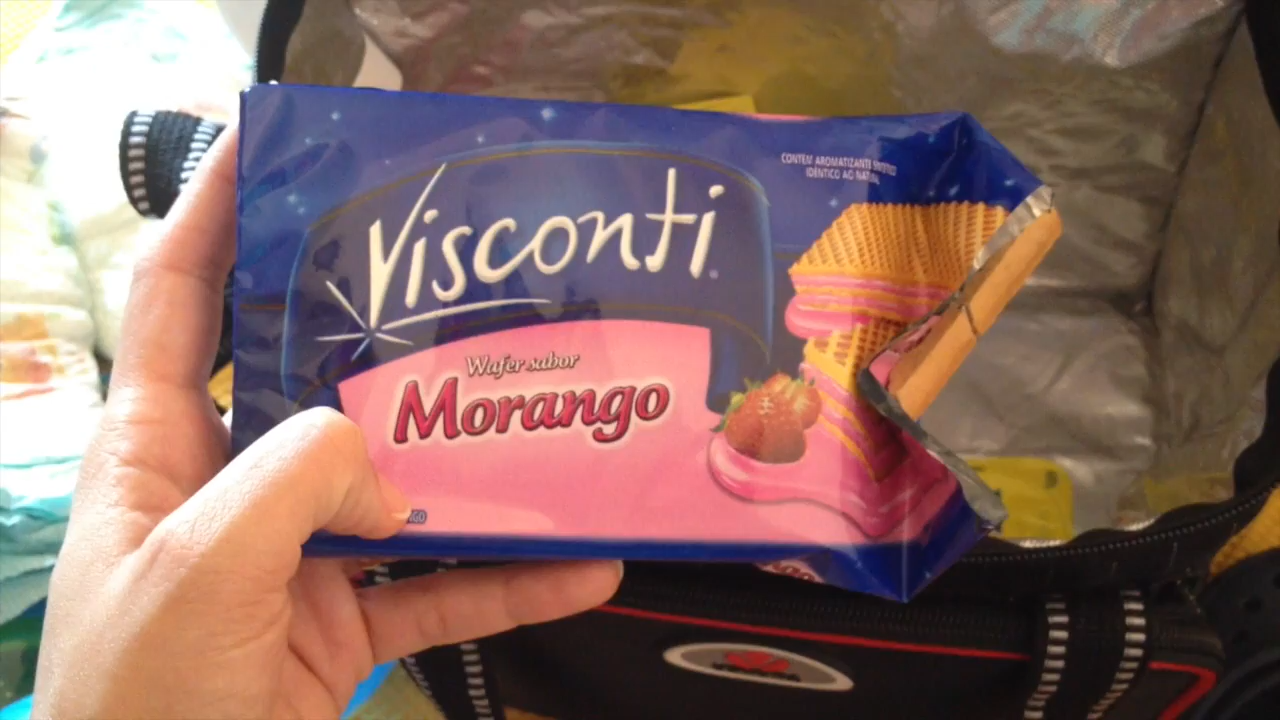 CONTÉM AROMATIZANTE SINTÉTICO
IDÊNTICO AO NATURAL
Visconti
Wafer sabor
Morango